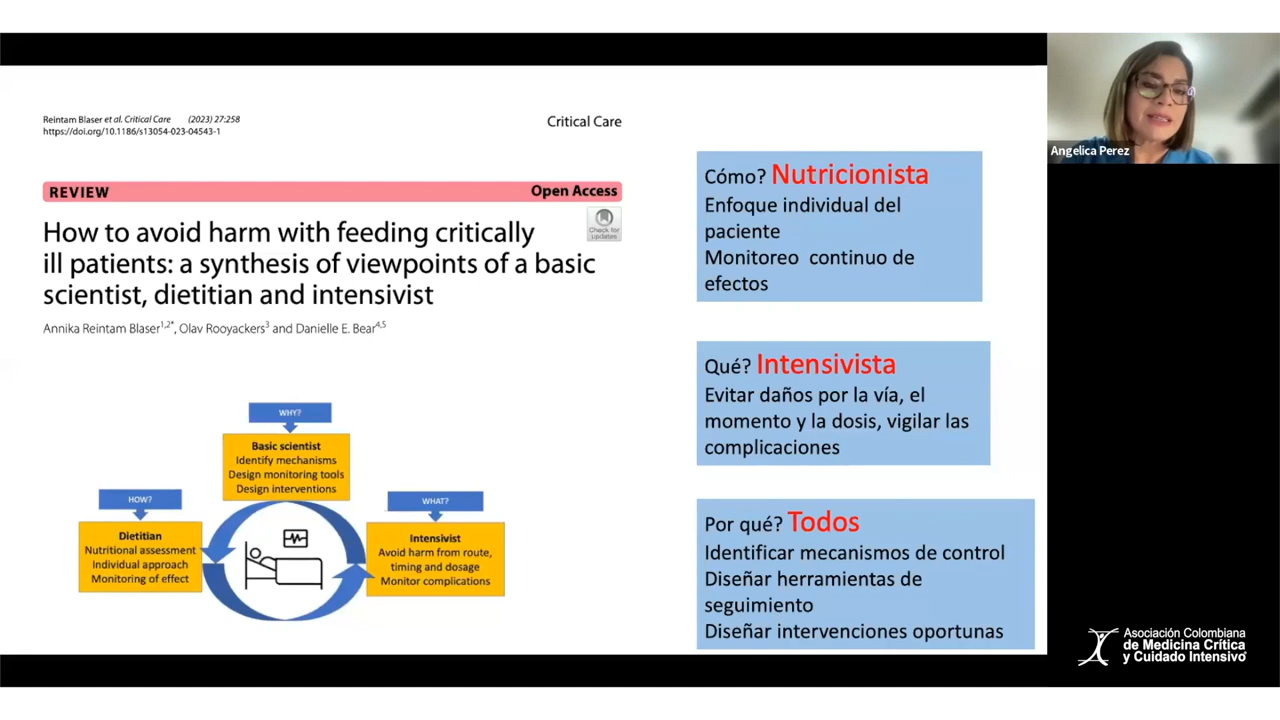 Reintam Blaser et al. Critical Care (2023) 27:258
https://doi.org/10.1186/s13054-023-04543-1
Critical Care
REVIEW
Open Access
Check for
updates
How to avoid harm with feeding critically
ill patients: a synthesis of viewpoints of a basic
scientist, dietitian and intensivist
Annika Reintam Blaser1,2*, Olav Rooyackers3 and Danielle E. Bear4,5
WHY?
Basic scientist
Identify mechanisms
Design monitoring tools
Design interventions
HOW?
Dietitian
Nutritional assessment
Individual approach
Monitoring of effect
WHAT?
Intensivist
Avoid harm from route,
timing and dosage
Monitor complications
Cómo? Nutricionista
Enfoque individual del
paciente
Monitoreo continuo de
efectos
Qué? Intensivista
Evitar daños por la vía, el
momento y la dosis, vigilar las
complicaciones
Por qué? Todos
Identificar mecanismos de control
Diseñar herramientas de
seguimiento
Diseñar intervenciones oportunas
Angelica Perez
Asociación Colombiana
de Medicina Crítica
y Cuidado Intensivo